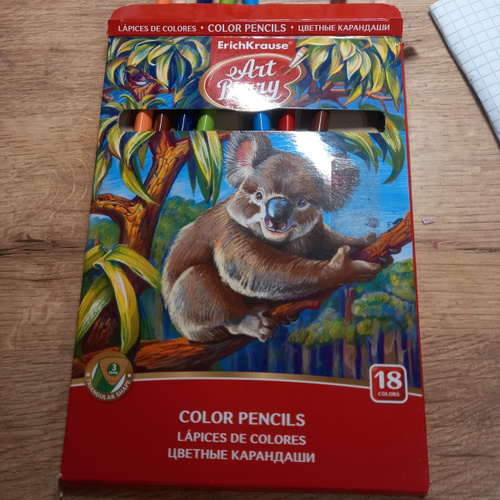 LÁPICES DE COLORES • COLOR PENCILS • ЦВЕТНЫЕ КАРАНДАШИ
ErichKrause®
Art
Berry
3
TRIANGULAR SHAPE
18
COLORS
COLOR PENCILS
LÁPICES DE COLORES
ЦВЕТНЫЕ КАРАНДАШИ